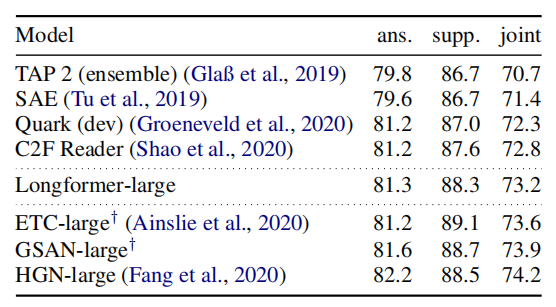 Model ans. supp. joint
TAP 2 (ensemble) (Glaß et al., 2019) 79.8 86.7 70.7
SAE (Tu et al., 2019) 79.6 86.7 71.4
Quark (dev) (Groeneveld et al., 2020) 81.2 87.0 72.3
C2F Reader (Shao et al., 2020) 81.2 87.6 72.8
Longformer-large 81.3 88.3 73.2
ETC-large† (Ainslie et al., 2020) 81.2 89.1 73.6
GSAN-large† 81.6 88.7 73.9
HGN-large (Fang et al., 2020) 82.2 88.5 74.2